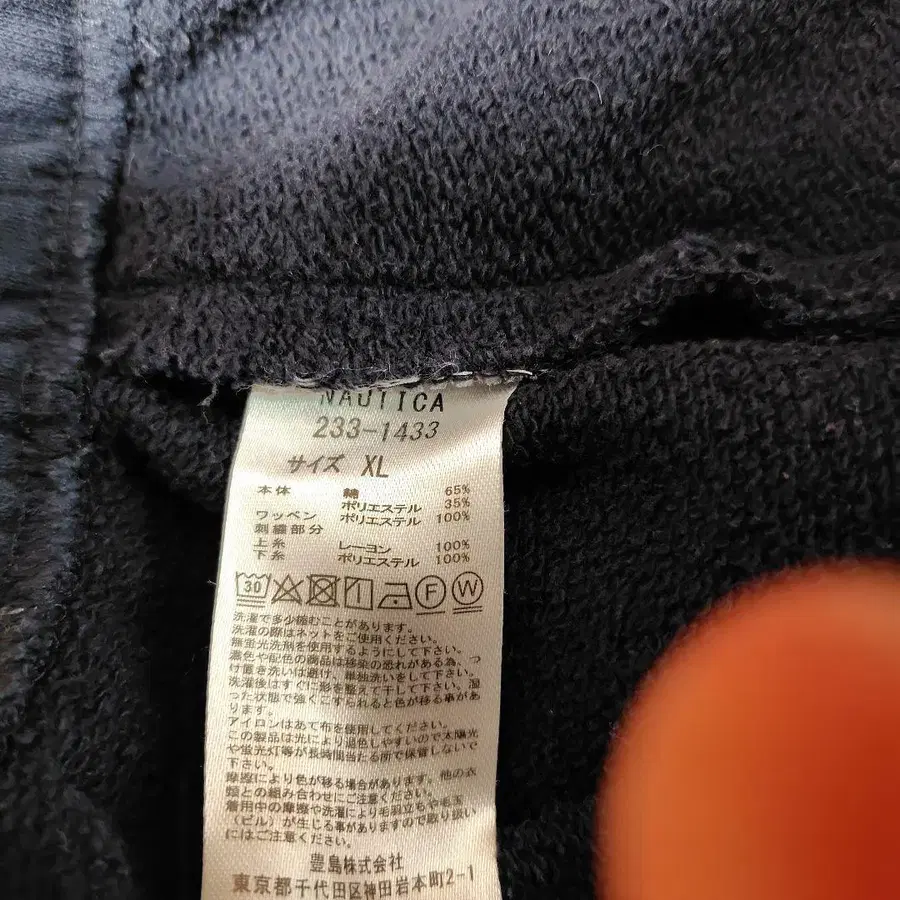 NAUTICA
233-1433
サイズ XL
本体 綿 65%
ポリエステル 35%
ワッペン ポリエステル 100%
刺繍部分
上糸 レーヨン 100%
下糸 ポリエステル 100%
30 F W
洗濯で多少縮むことがあります。
洗濯の際はネットをご使用ください。
無蛍光洗剤を使用するようにして下さい。
濃色や配色の商品は移染の恐れがある為、つ
け置き洗いは避け、単独洗いをして下さい。
洗濯後はすぐに形を整えて干して下さい。湿
った状態で強くこすられると色が移る事があ
ります。
アイロンはあて布を使用してください。
この製品は光により退色しやすいので太陽光
や蛍光灯等が長時間当たる所で保管しないで
下さい。
摩擦により色が移る場合があります。他の衣
類との組み合わせにご注意ください。
着用中の摩擦や洗濯により毛羽立ちや毛玉
(ピル)が生じる事がありますので取り扱い
にはご注意ください。
豊島株式会社
東京都千代田区神田岩本町2-1